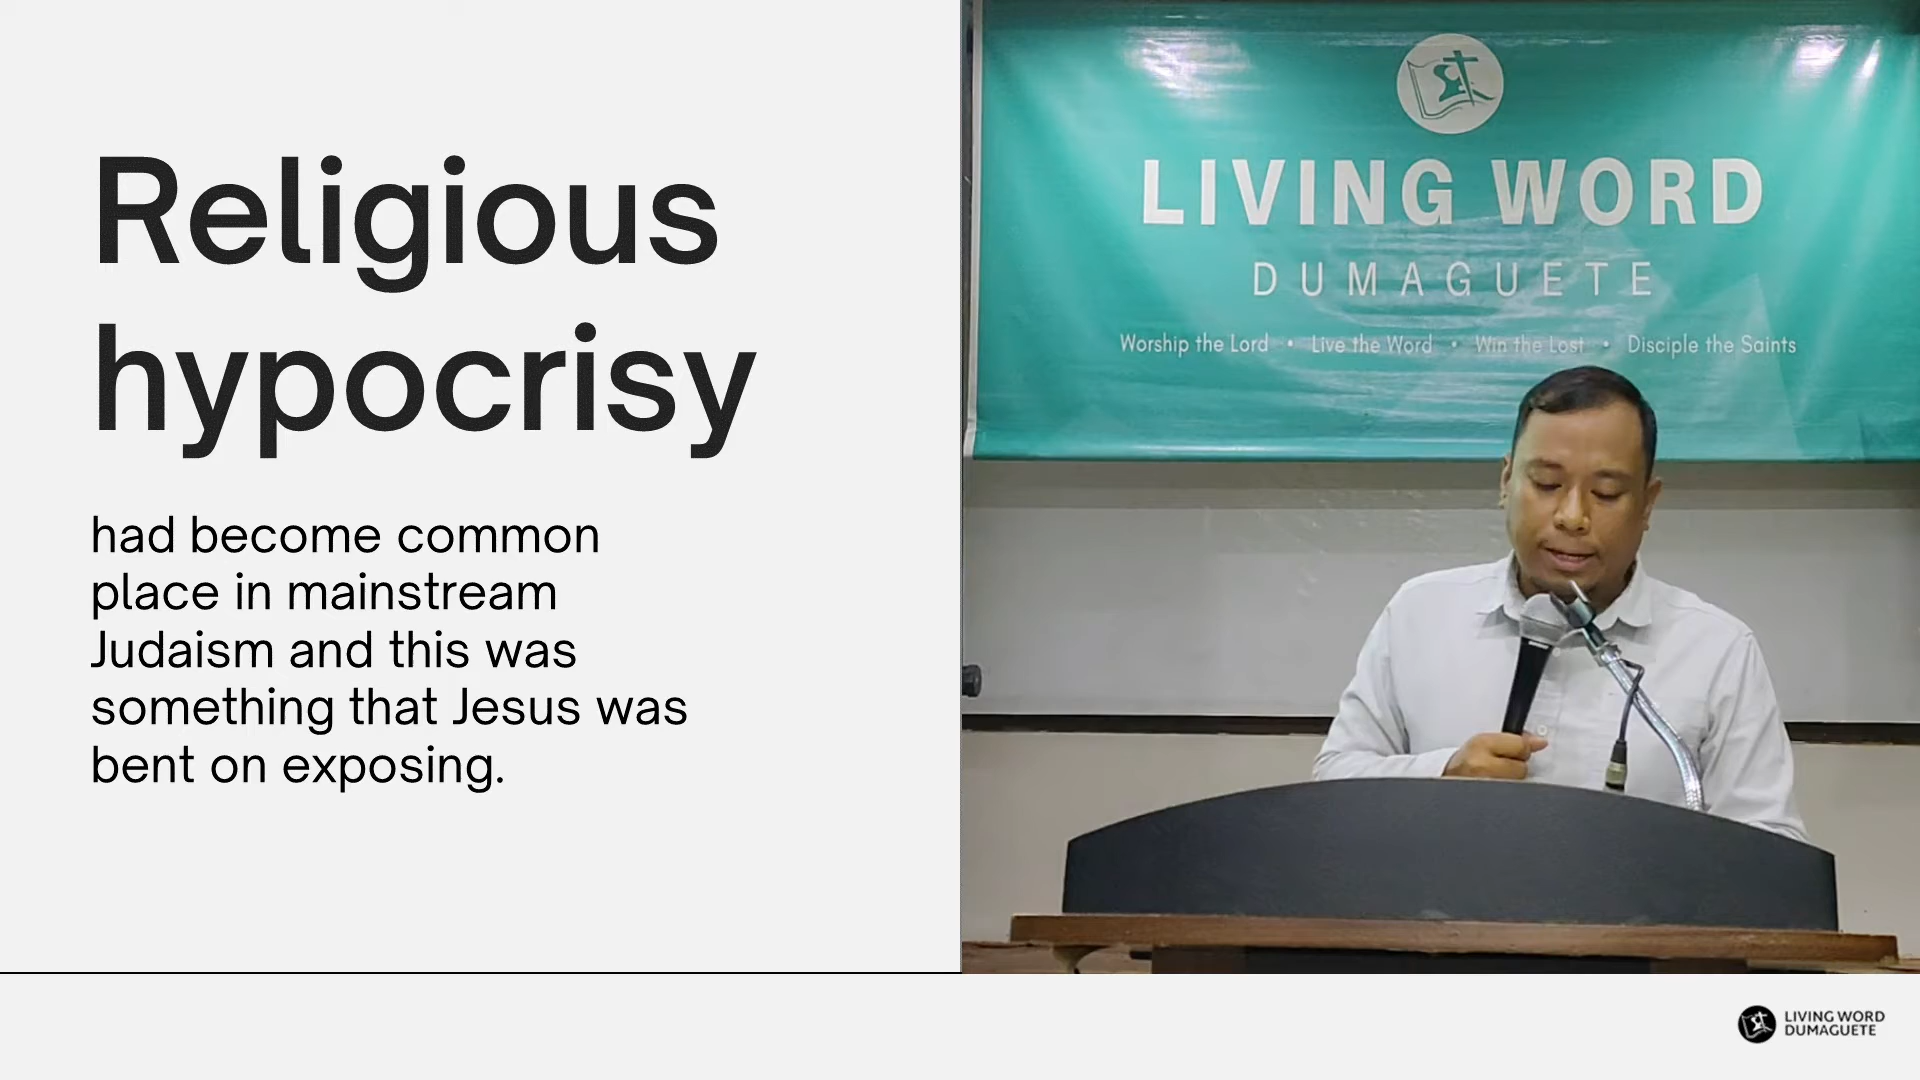 Religious
hypocrisy
had become common
place in mainstream
Judaism and this was
something that Jesus was
bent on exposing.
LIVING WORD
DUMAGUETE
Worship the Lord • Live the Word • Win the Lost • Disciple the Saints
LIVING WORD
DUMAGUETE